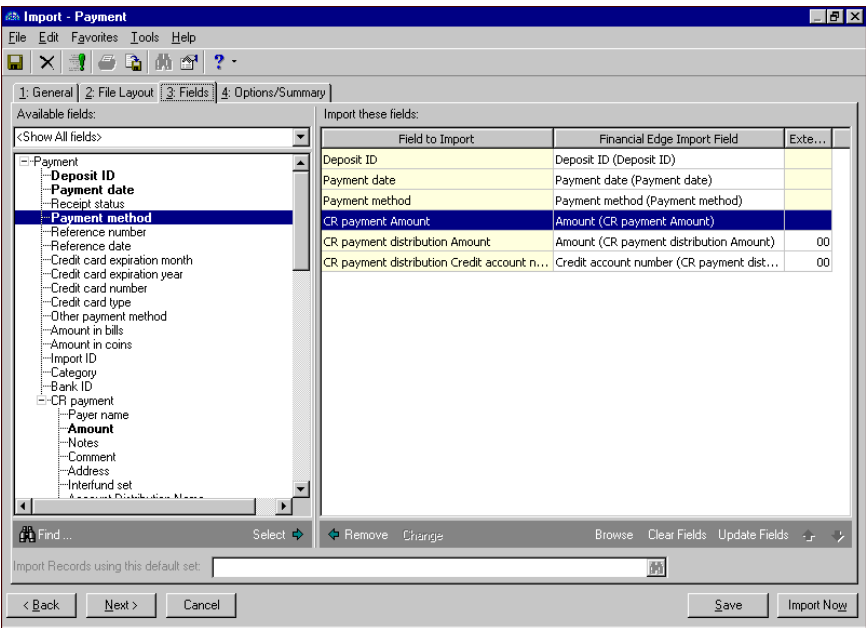 Import - Payment
File Edit Favorites Tools Help
1: General 2: File Layout 3: Fields 4: Options/Summary
Available fields:
<Show All fields>
Payment
Deposit ID
Payment date
Receipt status
Payment method
Reference number
Reference date
Credit card expiration month
Credit card expiration year
Credit card number
Credit card type
Other payment method
Amount in bills
Amount in coins
Import ID
Category
Bank ID
CR payment
Payer name
Amount
Notes
Comment
Address
Interfund set
Account Distribution Name
Find ... Select
Import these fields:
Field to Import Financial Edge Import Field Exte...
Deposit ID Deposit ID (Deposit ID)
Payment date Payment date (Payment date)
Payment method Payment method (Payment method)
CR payment Amount Amount (CR payment Amount)
CR payment distribution Amount Amount (CR payment distribution Amount) 00
CR payment distribution Credit account n... Credit account number (CR payment dist... 00
Remove Change Browse Clear Fields Update Fields
Import Records using this default set:
< Back Next > Cancel Save Import Now